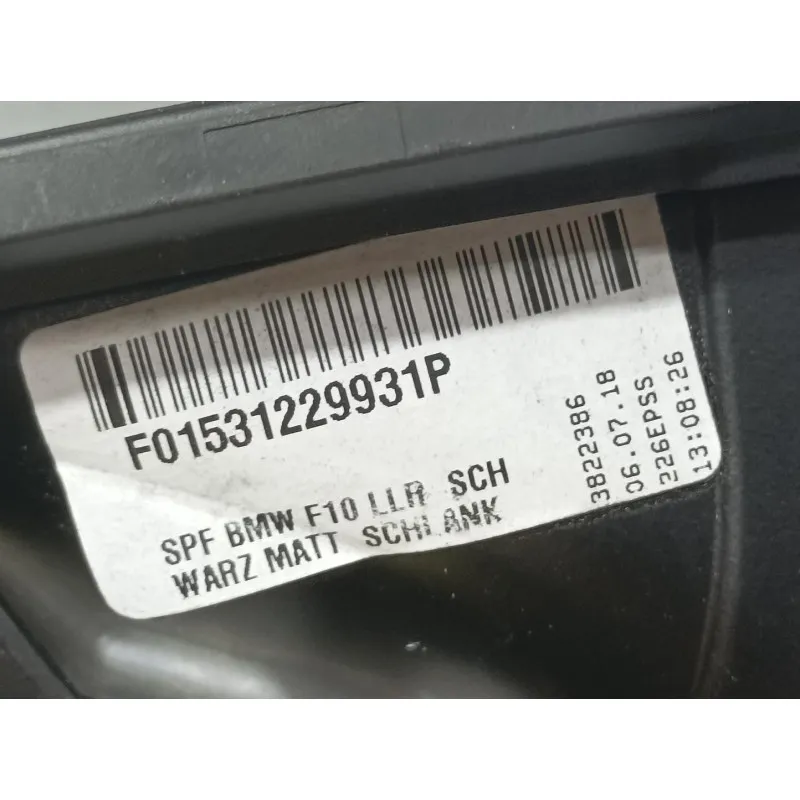 F01531229931P
SPF BMW F10 LLR SCH
WARZ MATT SCHLANK
3822386
06.07.18
226EPSS
13:08:26